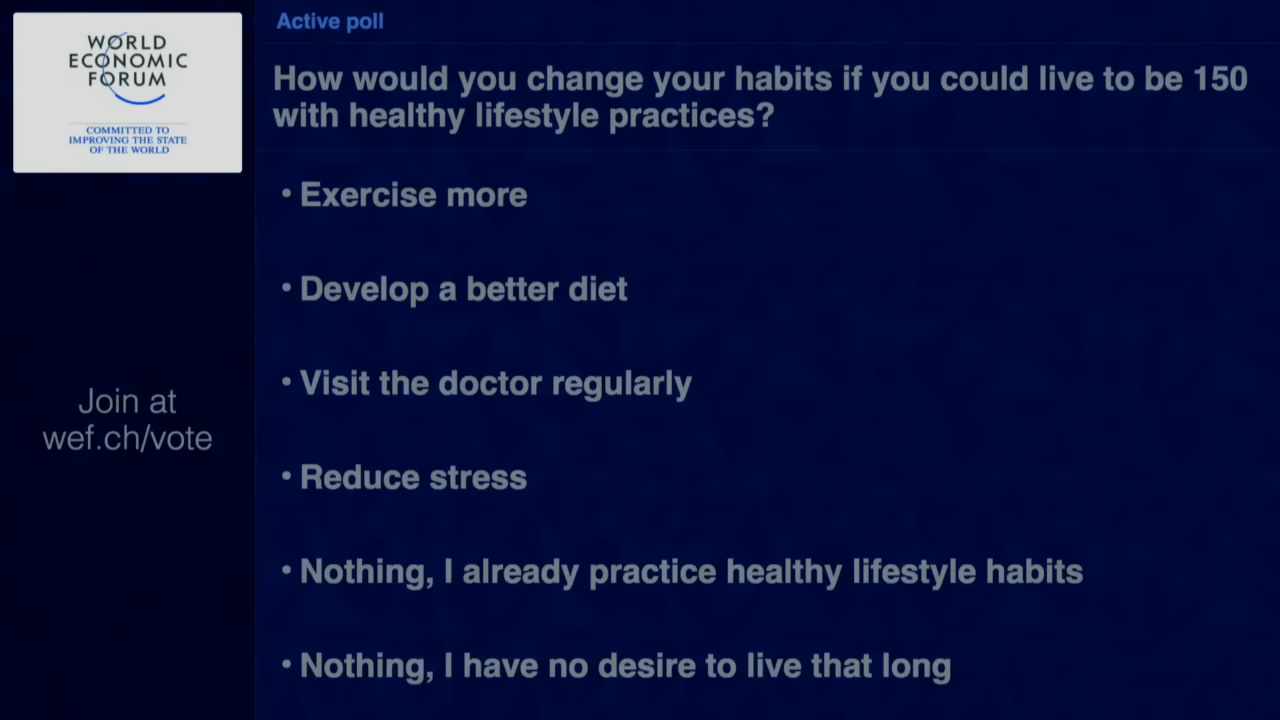 WORLD
ECONOMIC
FORUM
COMMITTED TO
IMPROVING THE STATE
OF THE WORLD
Join at
wef.ch/vote
Active poll
How would you change your habits if you could live to be 150
with healthy lifestyle practices?
• Exercise more
• Develop a better diet
• Visit the doctor regularly
• Reduce stress
• Nothing, I already practice healthy lifestyle habits
• Nothing, I have no desire to live that long